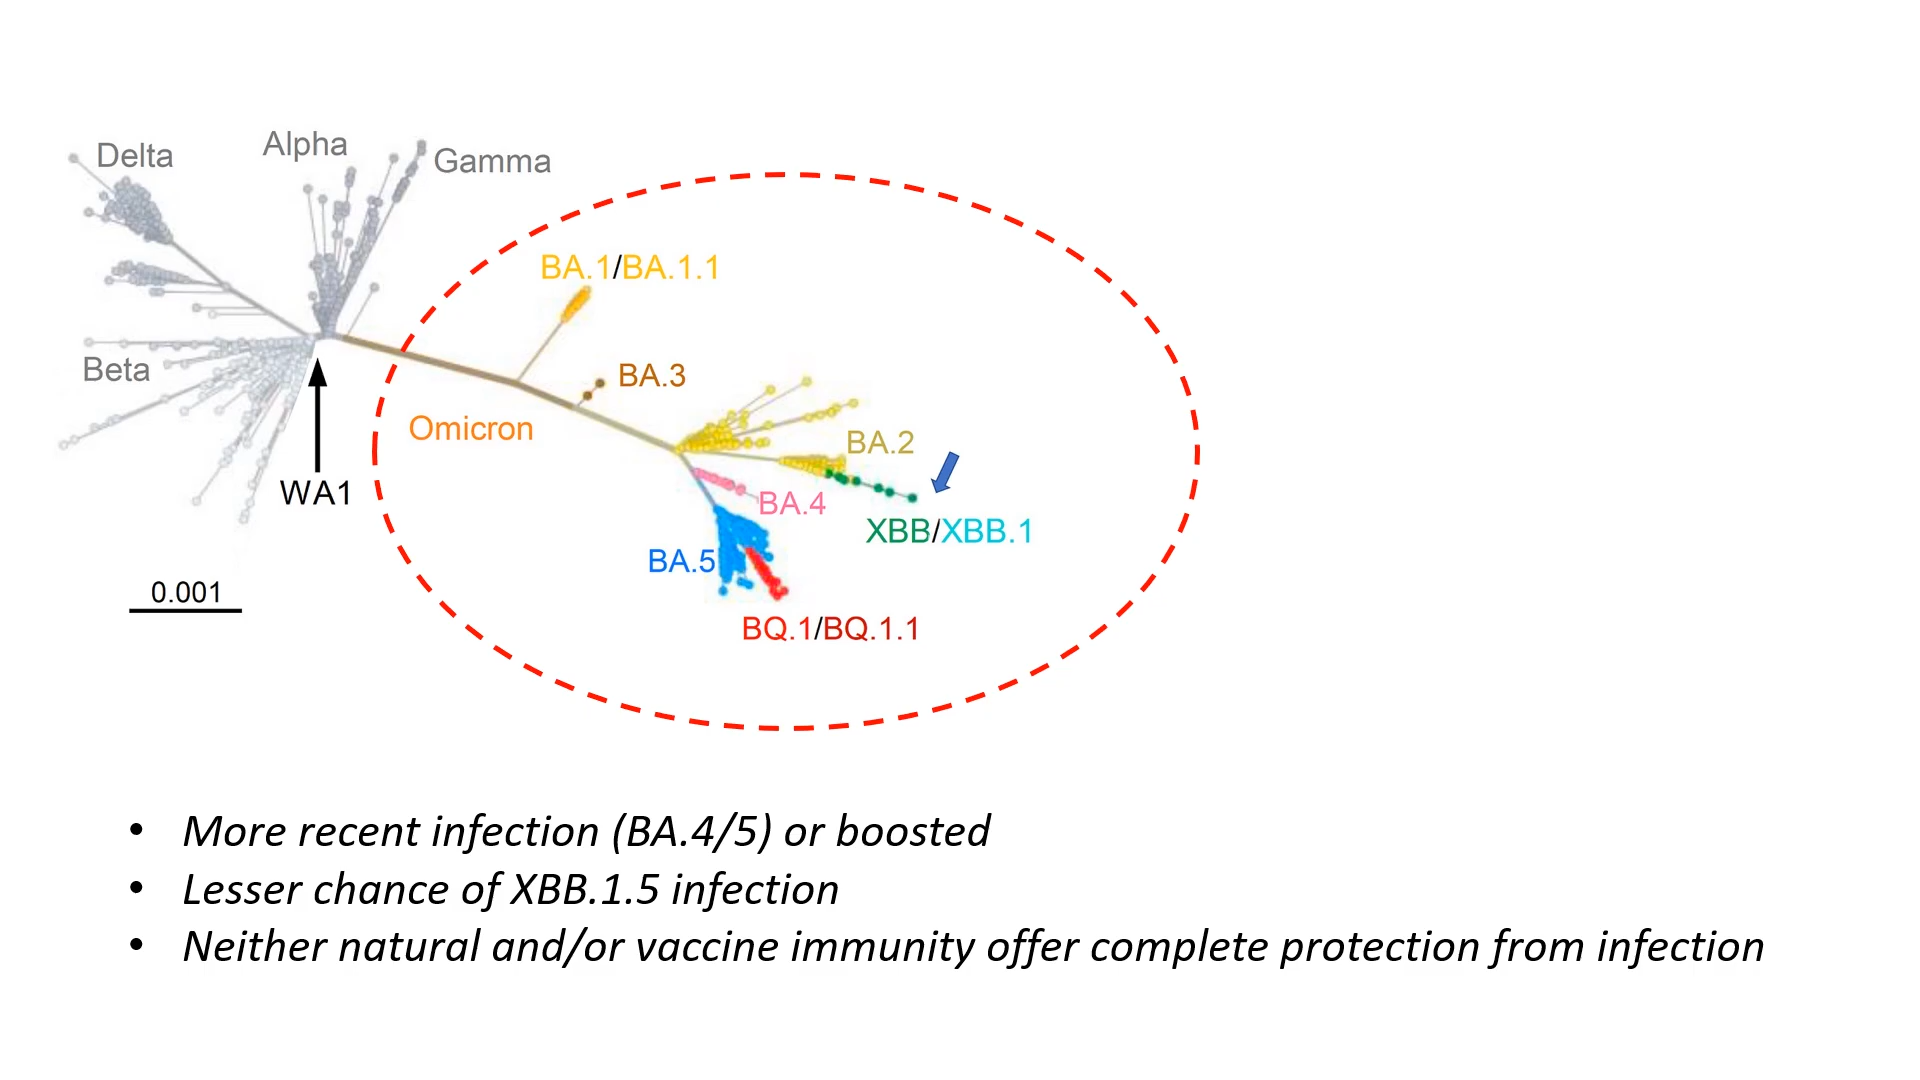 Delta
Alpha
Gamma
BA.1/BA.1.1
BA.3
Beta
Omicron
BA.2
WA1
BA.4
XBB/XBB.1
BA.5
0.001
BQ.1/BQ.1.1
• More recent infection (BA.4/5) or boosted
• Lesser chance of XBB.1.5 infection
• Neither natural and/or vaccine immunity offer complete protection from infection